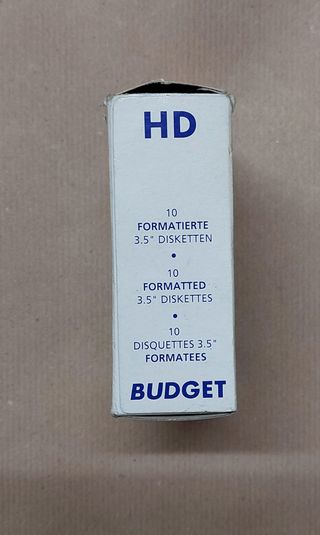 HD
10
FORMATIERTE
3.5" DISKETTEN
•
10
FORMATTED
3.5" DISKETTES
•
10
DISQUETTES 3.5"
FORMATEES
BUDGET